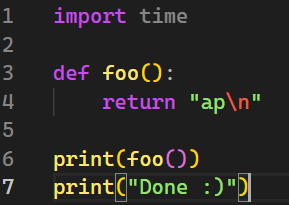 1 import time
2
3 def foo():
4     return "ap\n"
5
6 print(foo())
7 print("Done :)")